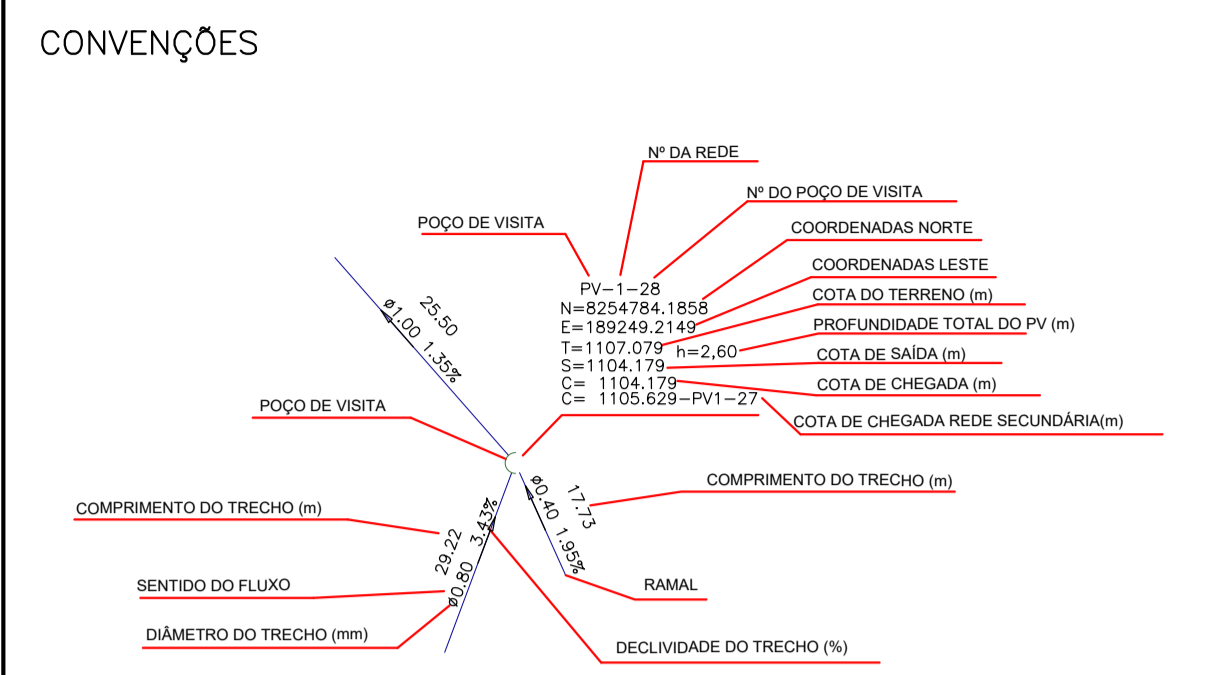 CONVENÇÕES
Nº DA REDE
Nº DO POÇO DE VISITA
POÇO DE VISITA
COORDENADAS NORTE
COORDENADAS LESTE
PV-1-28
COTA DO TERRENO (m)
N=8254784.1858
E=189249.2149
PROFUNDIDADE TOTAL DO PV (m)
T=1107.079 h=2,60
COTA DE SAÍDA (m)
S=1104.179
COTA DE CHEGADA (m)
C= 1104.179
C= 1105.629-PV1-27
COTA DE CHEGADA REDE SECUNDÁRIA(m)
25.50
ø1.00 1.35%
POÇO DE VISITA
COMPRIMENTO DO TRECHO (m)
17.73
ø0.40 1.95%
COMPRIMENTO DO TRECHO (m)
29.22
ø0.80 3.43%
SENTIDO DO FLUXO
RAMAL
DIÂMETRO DO TRECHO (mm)
DECLIVIDADE DO TRECHO (%)